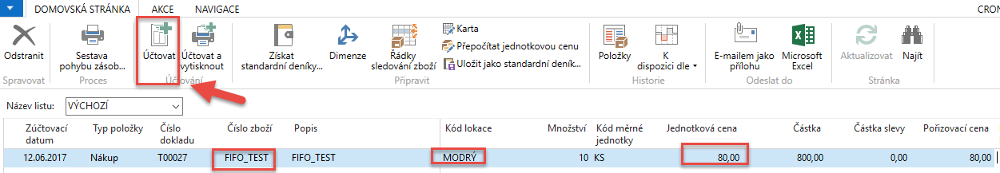 DOMOVSKÁ STRÁNKA AKCE NAVIGACE CRON
Odstranit
Sestava pohybu zásob...
Účtovat
Účtovat a vytisknout
Získat standardní deníky...
Dimenze
Řádky sledování zboží
Karta
Přepočítat jednotkovou cenu
Uložit jako standardní deník...
Položky
K dispozici dle
E-mailem jako přílohu
Microsoft Excel
Aktualizovat
Najít
Spravovat Proces Účtování Připravit Historie Odeslat do Stránka
Název listu: VÝCHOZÍ
Zúčtovací datum Typ položky Číslo dokladu Číslo zboží Popis Kód lokace Množství Kód měrné jednotky Jednotková cena Částka Částka slevy Pořizovací cena
12.06.2017 Nákup T00027 FIFO_TEST FIFO_TEST MODRÝ 10 KS 80,00 800,00 0,00 80,00